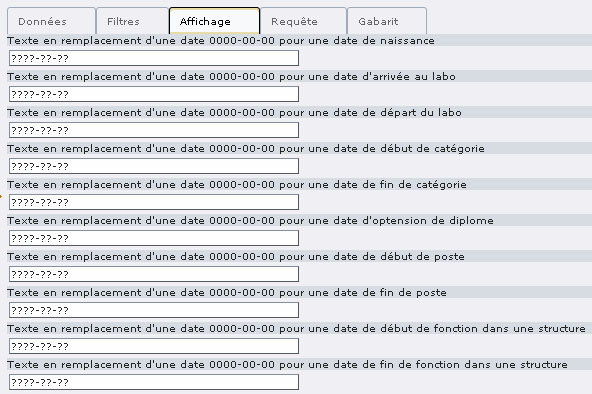 Données Filtres Affichage Requête Gabarit
Texte en remplacement d'une date 0000-00-00 pour une date de naissance
????-??-??
Texte en remplacement d'une date 0000-00-00 pour une date d'arrivée au labo
????-??-??
Texte en remplacement d'une date 0000-00-00 pour une date de départ du labo
????-??-??
Texte en remplacement d'une date 0000-00-00 pour une date de début de catégorie
????-??-??
Texte en remplacement d'une date 0000-00-00 pour une date de fin de catégorie
????-??-??
Texte en remplacement d'une date 0000-00-00 pour une date d'optension de diplome
????-??-??
Texte en remplacement d'une date 0000-00-00 pour une date de début de poste
????-??-??
Texte en remplacement d'une date 0000-00-00 pour une date de fin de poste
????-??-??
Texte en remplacement d'une date 0000-00-00 pour une date de début de fonction dans une structure
????-??-??
Texte en remplacement d'une date 0000-00-00 pour une date de fin de fonction dans une structure
????-??-??